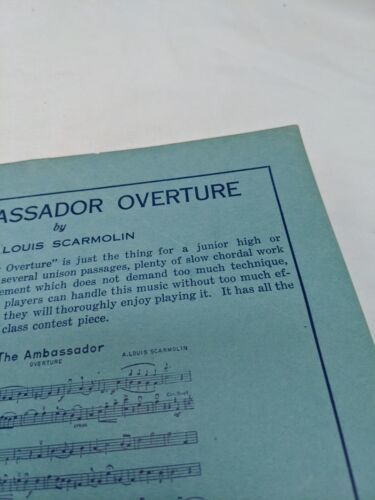 BASSADOR OVERTURE
by
LOUIS SCARMOLIN
Overture" is just the thing for a junior high or
several unison passages, plenty of slow chordal work
ement which does not demand too much technique,
players can handle this music without too much ef-
they will thoroughly enjoy playing it. It has all the
class contest piece.
The Ambassador
OVERTURE
A. LOUIS SCARMOLIN